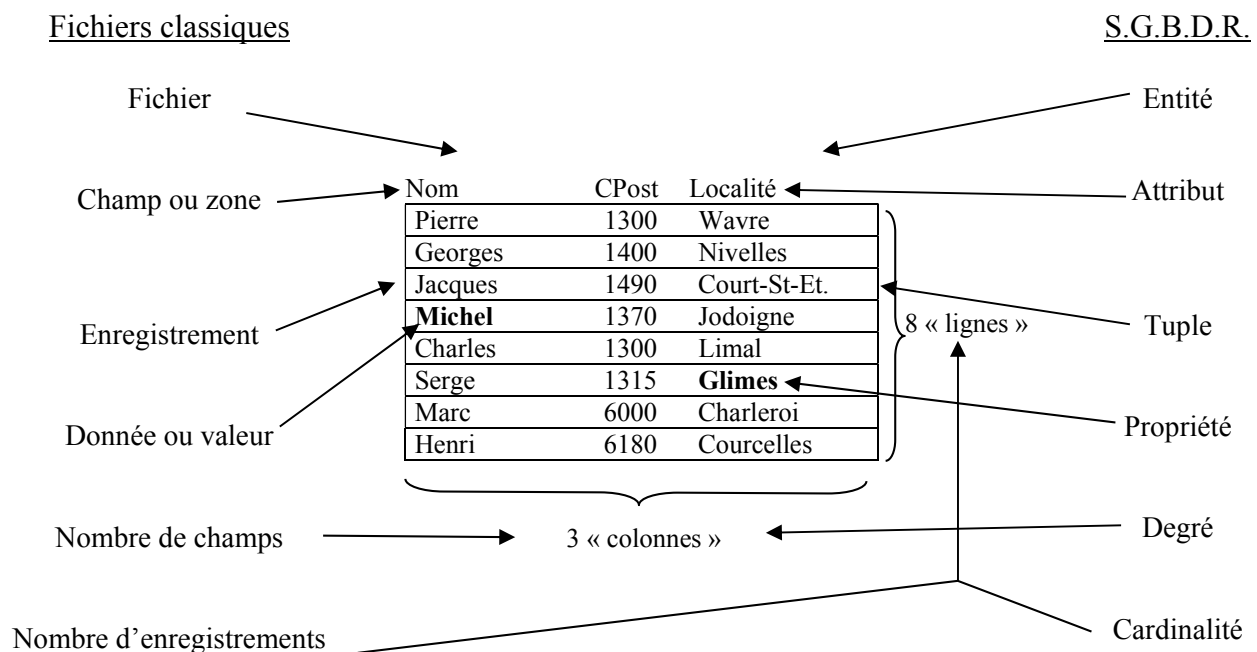 Fichiers classiques S.G.B.D.R.
Fichier Entité
Champ ou zone Nom CPost Localité Attribut
Pierre 1300 Wavre
Georges 1400 Nivelles
Jacques 1490 Court-St-Et.
Enregistrement Michel 1370 Jodoigne 8 « lignes » Tuple
Charles 1300 Limal
Serge 1315 Glimes
Marc 6000 Charleroi
Donnée ou valeur Henri 6180 Courcelles Propriété
Nombre de champs 3 « colonnes » Degré
Nombre d’enregistrements Cardinalité